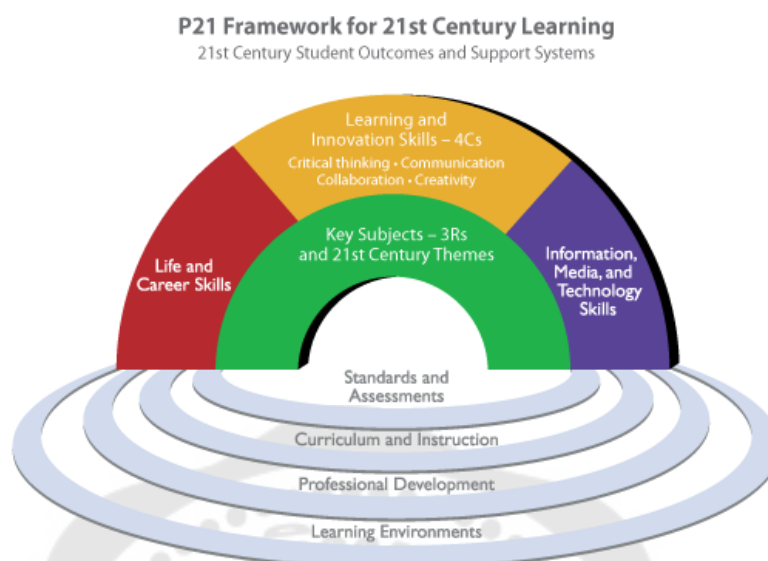 P21 Framework for 21st Century Learning
21st Century Student Outcomes and Support Systems
Learning and
Innovation Skills – 4Cs
Critical thinking • Communication
Collaboration • Creativity
Key Subjects – 3Rs
and 21st Century Themes
Life and
Career Skills
Information,
Media, and
Technology
Skills
Standards and
Assessments
Curriculum and Instruction
Professional Development
Learning Environments